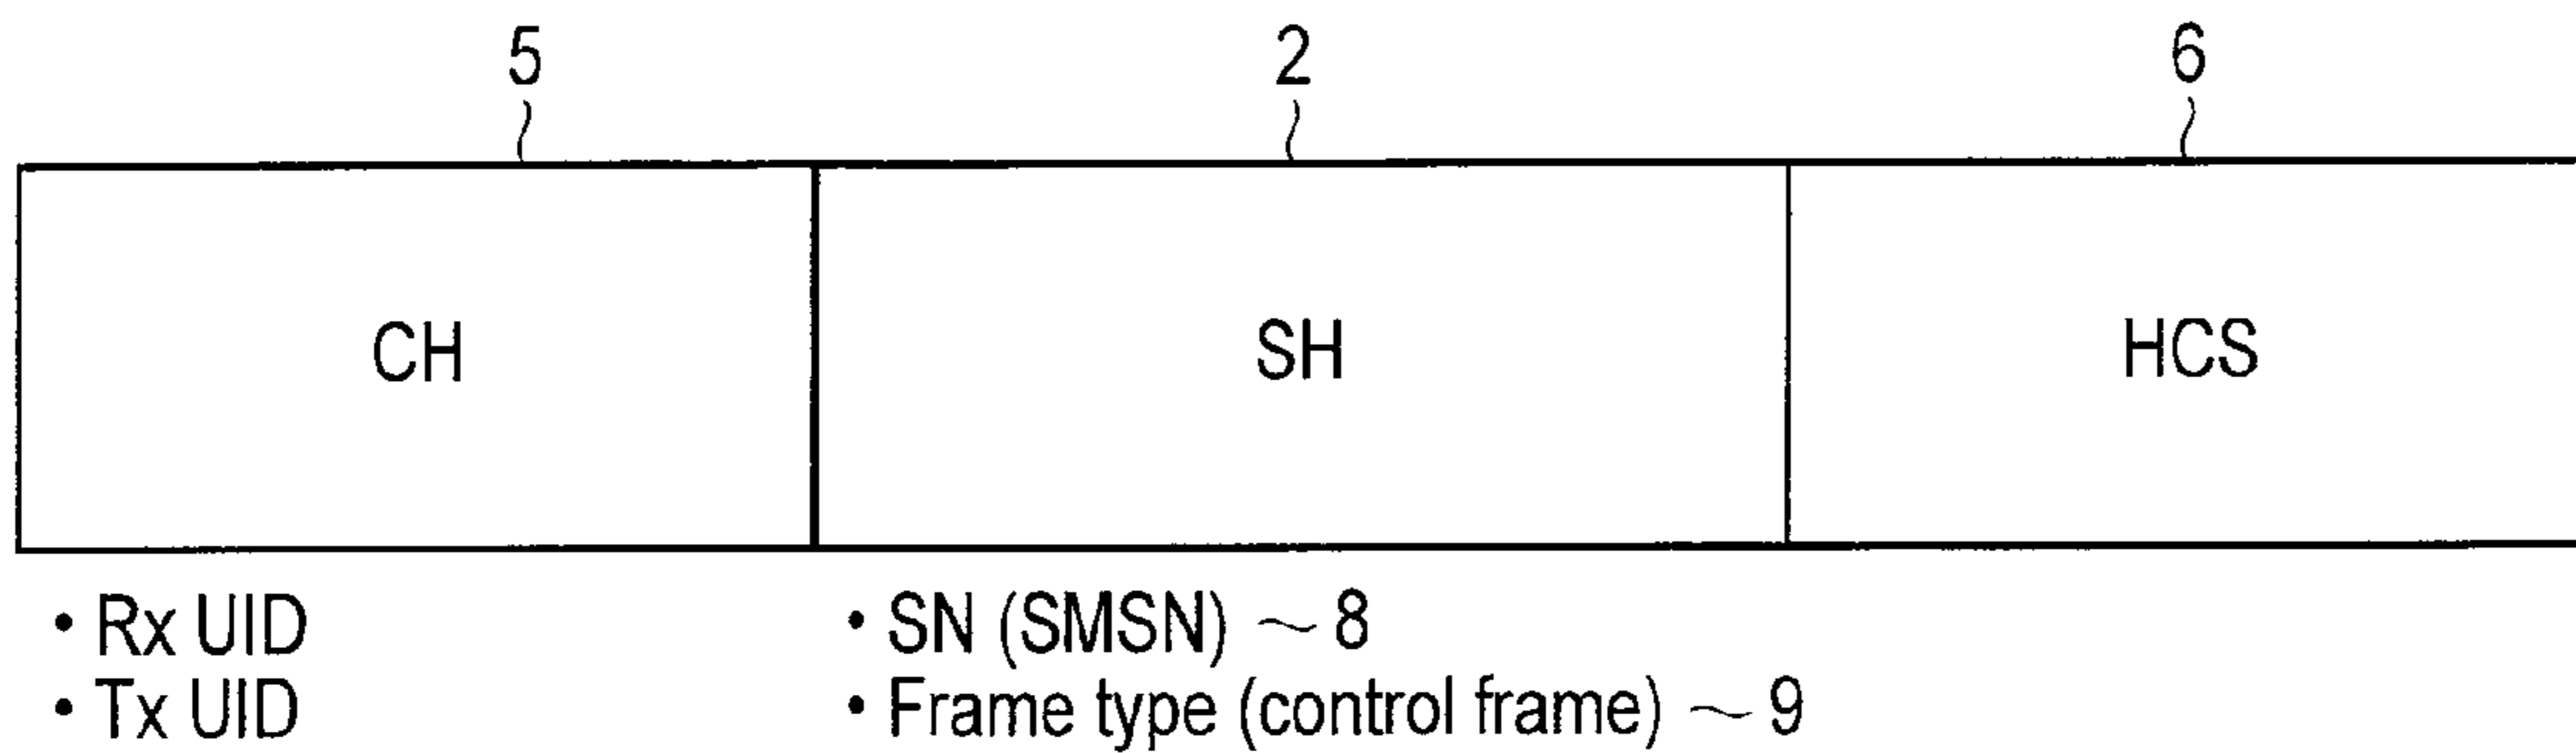 5 2 6
CH SH HCS
• Rx UID • SN (SMSN) ~ 8
• Tx UID • Frame type (control frame) ~ 9